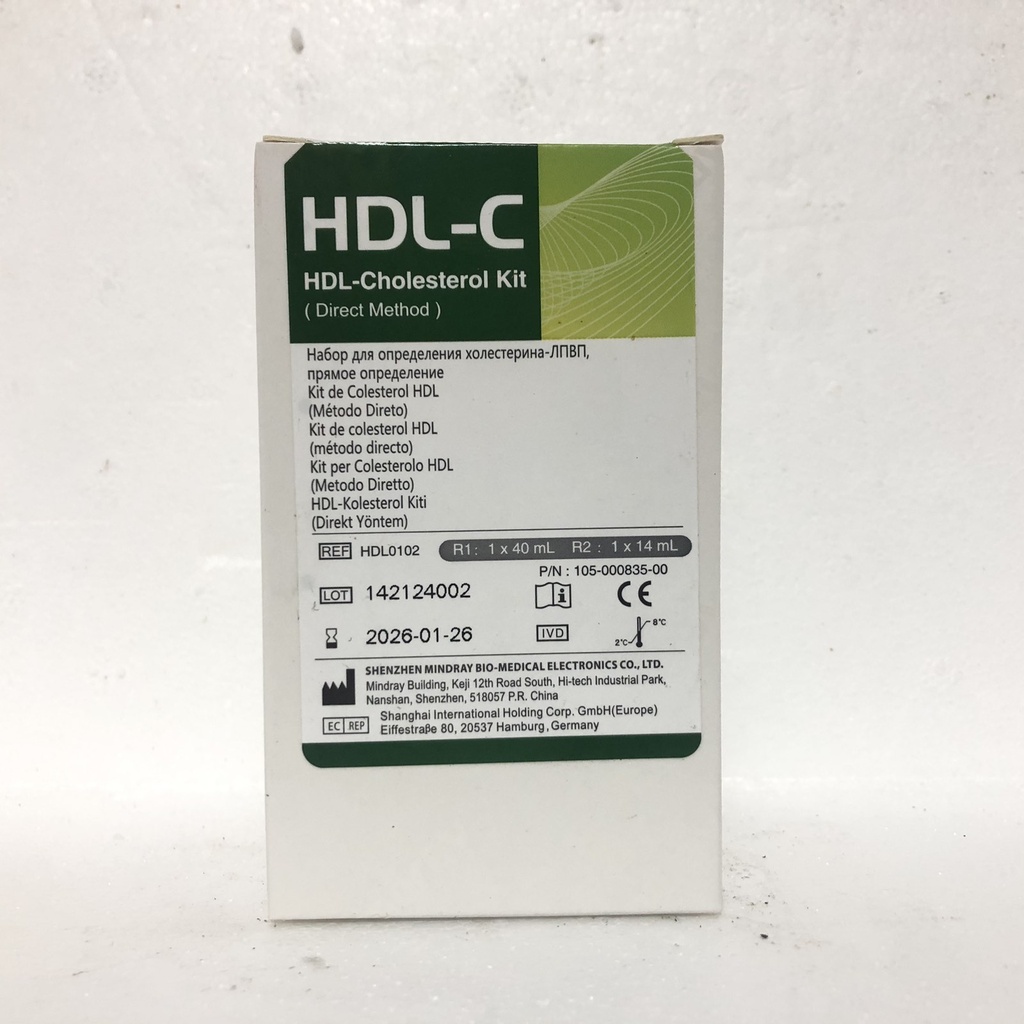 HDL-C
HDL-Cholesterol Kit
( Direct Method )
Набор для определения холестерина-ЛПВП,
прямое определение
Kit de Colesterol HDL
(Método Direto)
Kit de colesterol HDL
(método directo)
Kit per Colesterolo HDL
(Metodo Diretto)
HDL-Kolesterol Kiti
(Direkt Yöntem)
REF HDL0102 R1: 1 x 40 mL R2 : 1 x 14 mL
P/N : 105-000835-00
LOT 142124002 i CE
2026-01-26 IVD 2°C 8°C
SHENZHEN MINDRAY BIO-MEDICAL ELECTRONICS CO., LTD.
Mindray Building, Keji 12th Road South, Hi-tech Industrial Park,
Nanshan, Shenzhen, 518057 P.R. China
EC REP Shanghai International Holding Corp. GmbH(Europe)
Eiffestraße 80, 20537 Hamburg, Germany